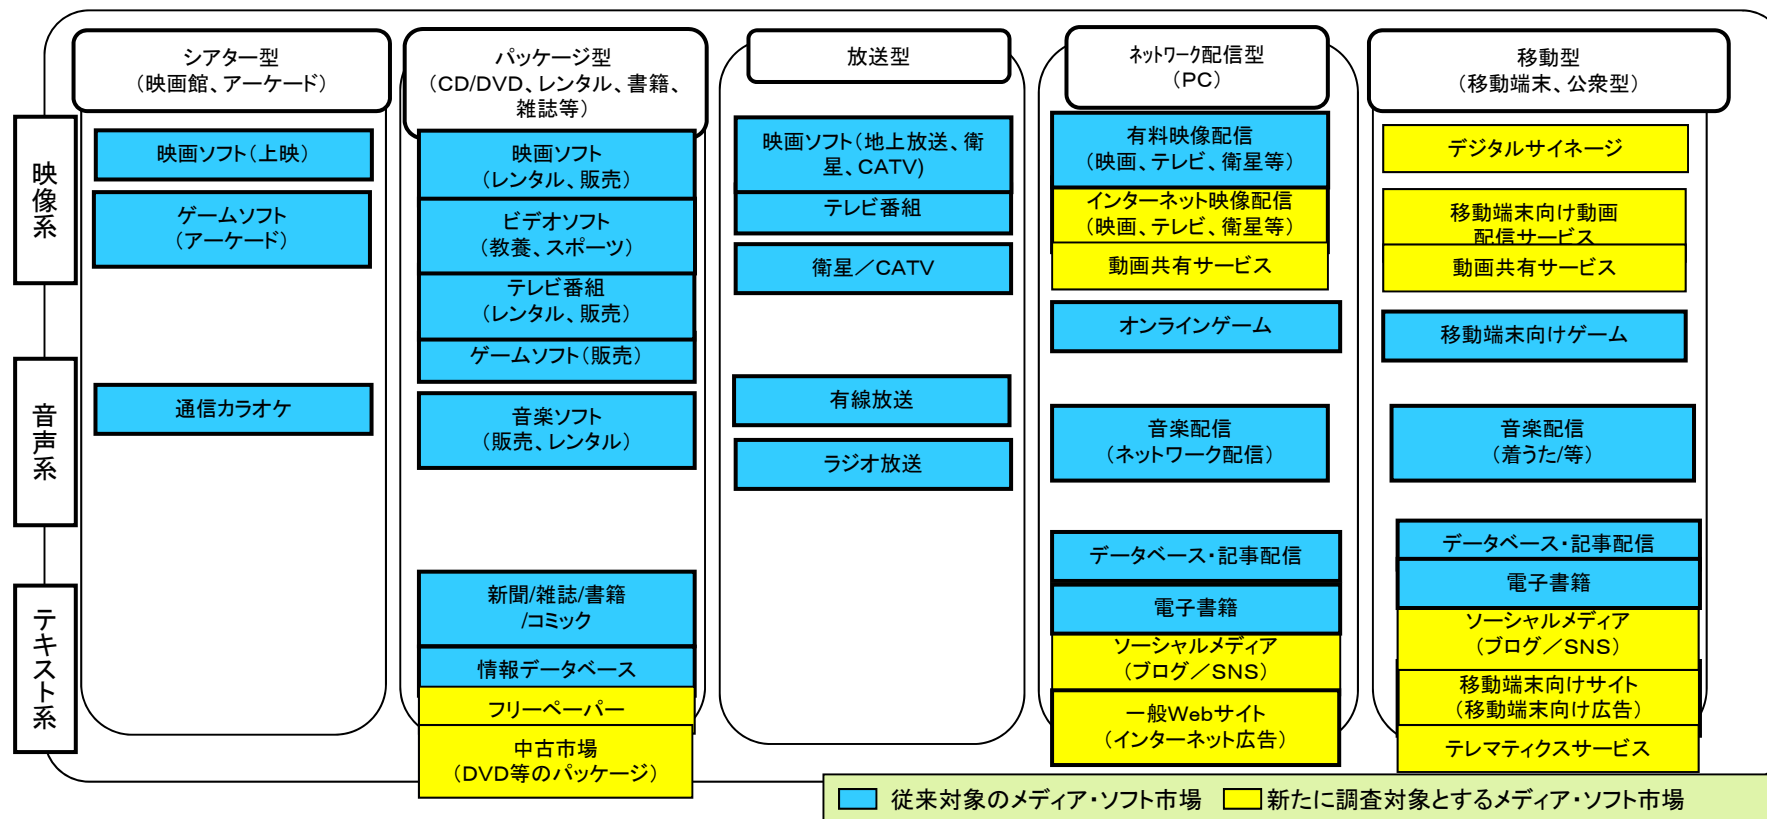 シアター型
(映画館、アーケード)
パッケージ型
(CD/DVD、レンタル、書籍、
雑誌等)
放送型
ネットワーク配信型
(PC)
移動型
(移動端末、公衆型)
映像系
音声系
テキスト系
映画ソフト(上映)
ゲームソフト
(アーケード)
通信カラオケ
映画ソフト
(レンタル、販売)
ビデオソフト
(教養、スポーツ)
テレビ番組
(レンタル、販売)
ゲームソフト(販売)
音楽ソフト
(販売、レンタル)
新聞/雑誌/書籍
/コミック
情報データベース
フリーペーパー
中古市場
(DVD等のパッケージ)
映画ソフト(地上放送、衛
星、CATV)
テレビ番組
衛星/CATV
有線放送
ラジオ放送
有料映像配信
(映画、テレビ、衛星等)
インターネット映像配信
(映画、テレビ、衛星等)
動画共有サービス
オンラインゲーム
音楽配信
(ネットワーク配信)
データベース・記事配信
電子書籍
ソーシャルメディア
(ブログ/SNS)
一般Webサイト
(インターネット広告)
デジタルサイネージ
移動端末向け動画
配信サービス
動画共有サービス
移動端末向けゲーム
音楽配信
(着うた/等)
データベース・記事配信
電子書籍
ソーシャルメディア
(ブログ/SNS)
移動端末向けサイト
(移動端末向け広告)
テレマティクスサービス
従来対象のメディア・ソフト市場
新たに調査対象とするメディア・ソフト市場